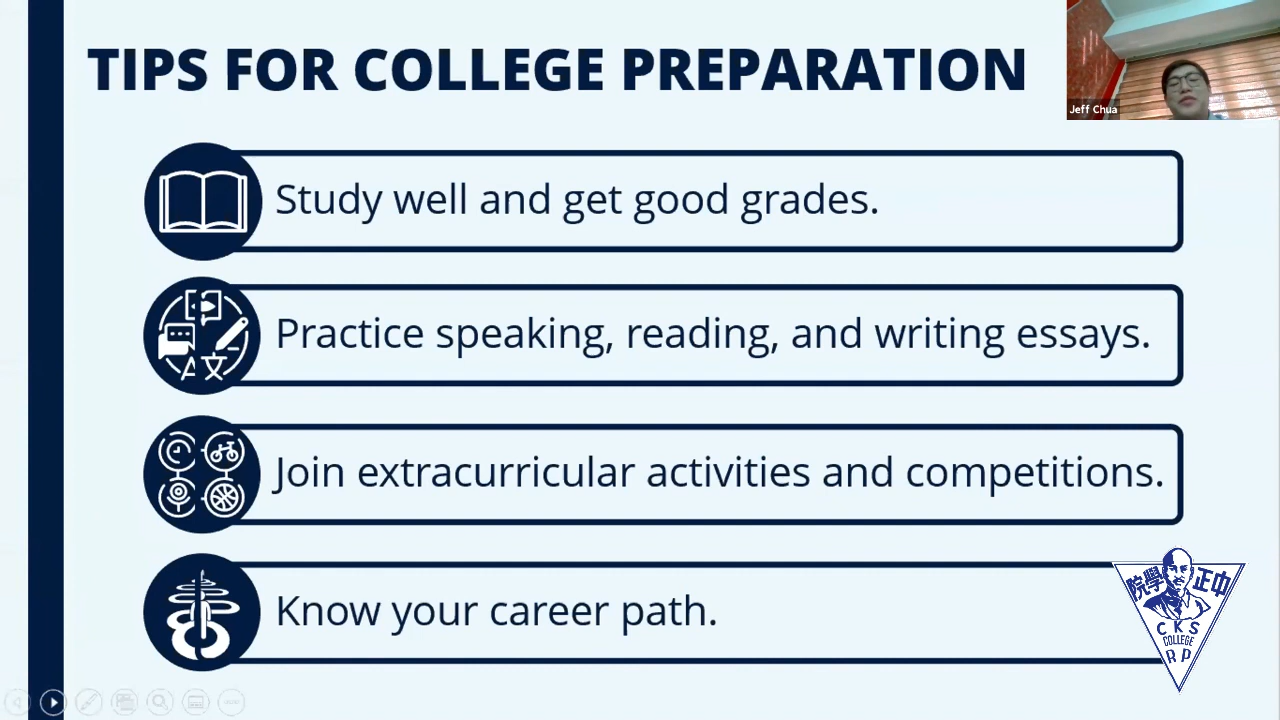 TIPS FOR COLLEGE PREPARATION
Jeff Chua
Study well and get good grades.
Practice speaking, reading, and writing essays.
A 文
Join extracurricular activities and competitions.
Know your career path.
院學 正中
CKS
COLLEGE
RP